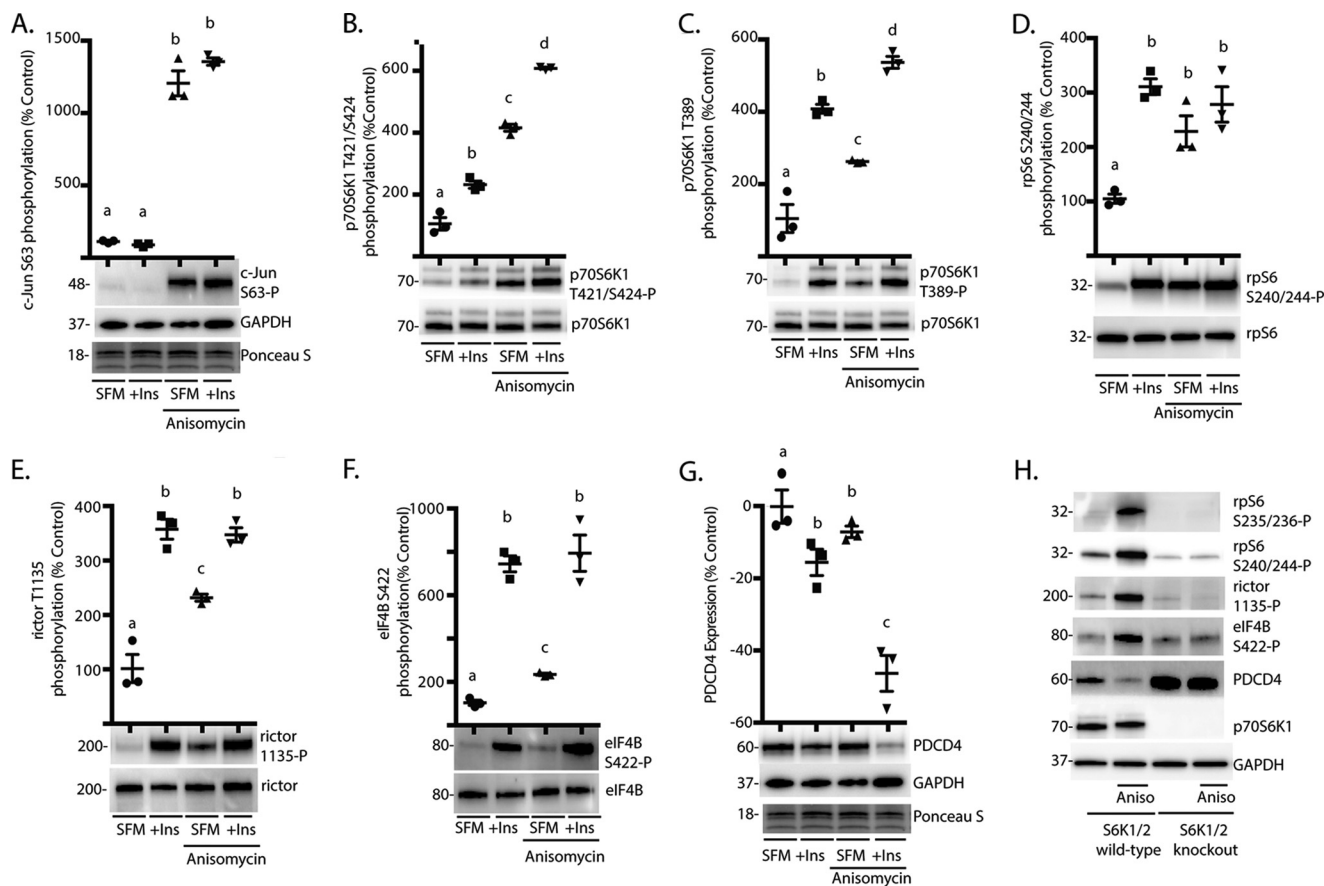 A.
c-Jun S63 phosphorylation (% Control)
1500
1000
500
a
a
b
b
48-
c-Jun
S63-P
37-
GAPDH
18-
Ponceau S
SFM +Ins SFM +Ins
Anisomycin
B.
p70S6K1 T421/S424
phosphorylation (%Control)
600
400
200
a
b
c
d
70-
p70S6K1
T421/S424-P
70-
p70S6K1
SFM +Ins SFM +Ins
Anisomycin
C.
p70S6K1 T389
phosphorylation (%Control)
600
400
200
a
b
c
d
70-
p70S6K1
T389-P
70-
p70S6K1
SFM +Ins SFM +Ins
Anisomycin
D.
rpS6 S240/244
phosphorylation (% Control)
400
300
200
100
a
b
b
b
32-
rpS6
S240/244-P
32-
rpS6
SFM +Ins SFM +Ins
Anisomycin
E.
rictor T1135
phosphorylation (% Control)
400
300
200
100
a
b
c
b
200-
rictor
1135-P
200-
rictor
SFM +Ins SFM +Ins
Anisomycin
F.
eIF4B S422
phosphorylation (% Control)
1000
800
600
400
200
a
b
c
b
80-
eIF4B
S422-P
80-
eIF4B
SFM +Ins SFM +Ins
Anisomycin
G.
PDCD4 Expression (% Control)
0
-20
-40
-60
a
b
b
c
60-
PDCD4
37-
GAPDH
18-
Ponceau S
SFM +Ins SFM +Ins
Anisomycin
H.
32-
rpS6
S235/236-P
32-
rpS6
S240/244-P
200-
rictor
1135-P
80-
eIF4B
S422-P
60-
PDCD4
70-
p70S6K1
37-
GAPDH
Aniso Aniso
S6K1/2 S6K1/2
wild-type knockout